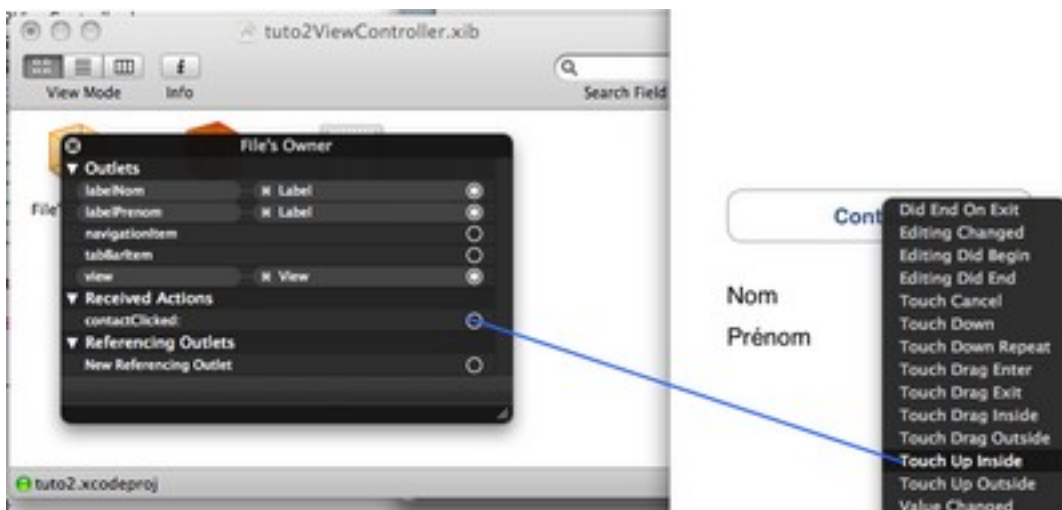 tuto2ViewController.xib
View Mode
Info
Search Field
File's Owner
Outlets
labelNom
Label
labelPrenom
Label
navigationItem
tabBarItem
view
View
Received Actions
contactClicked:
Referencing Outlets
New Referencing Outlet
File'
tuto2.xcodeproj
Cont
Nom
Prénom
Did End On Exit
Editing Changed
Editing Did Begin
Editing Did End
Touch Cancel
Touch Down
Touch Down Repeat
Touch Drag Enter
Touch Drag Exit
Touch Drag Inside
Touch Drag Outside
Touch Up Inside
Touch Up Outside
Value Changed